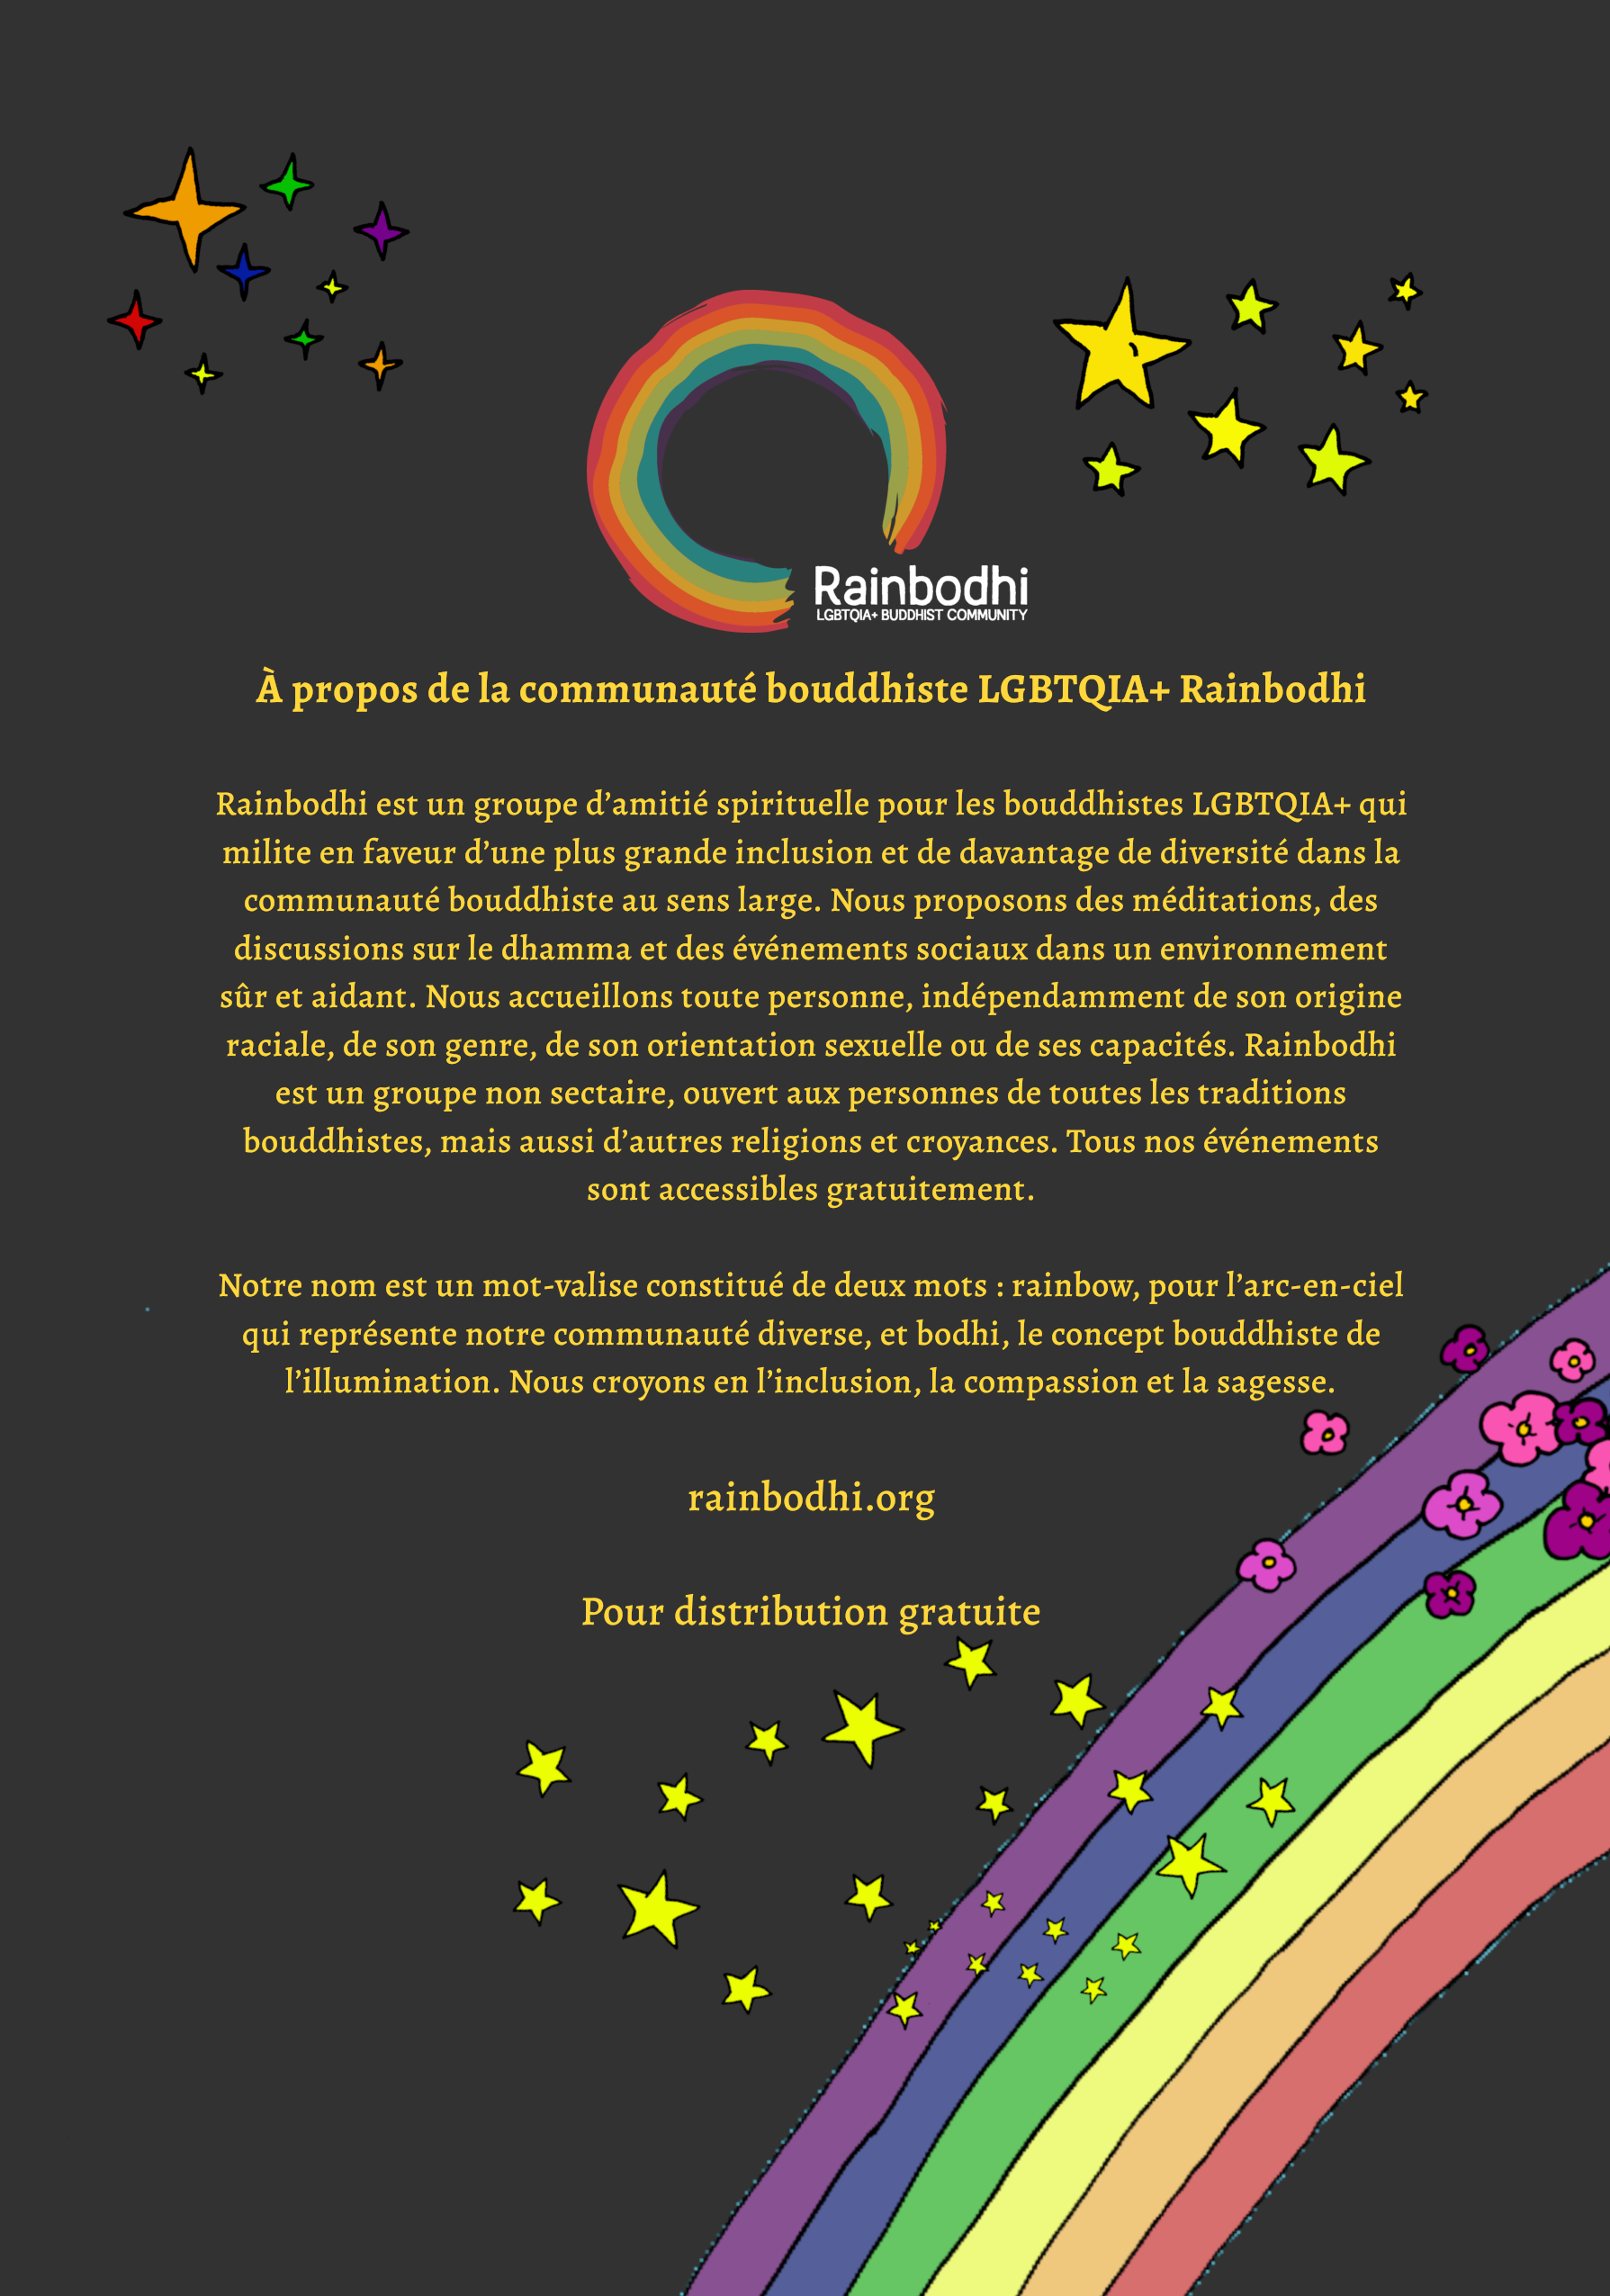 Rainbodhi
LGBTQIA+ BUDDHIST COMMUNITY
À propos de la communauté bouddhiste LGBTQIA+ Rainbodhi
Rainbodhi est un groupe d’amitié spirituelle pour les bouddhistes LGBTQIA+ qui
milite en faveur d’une plus grande inclusion et de davantage de diversité dans la
communauté bouddhiste au sens large. Nous proposons des méditations, des
discussions sur le dhamma et des événements sociaux dans un environnement
sûr et aidant. Nous accueillons toute personne, indépendamment de son origine
raciale, de son genre, de son orientation sexuelle ou de ses capacités. Rainbodhi
est un groupe non sectaire, ouvert aux personnes de toutes les traditions
bouddhistes, mais aussi d’autres religions et croyances. Tous nos événements
sont accessibles gratuitement.
Notre nom est un mot-valise constitué de deux mots : rainbow, pour l’arc-en-ciel
qui représente notre communauté diverse, et bodhi, le concept bouddhiste de
l’illumination. Nous croyons en l’inclusion, la compassion et la sagesse.
rainbodhi.org
Pour distribution gratuite